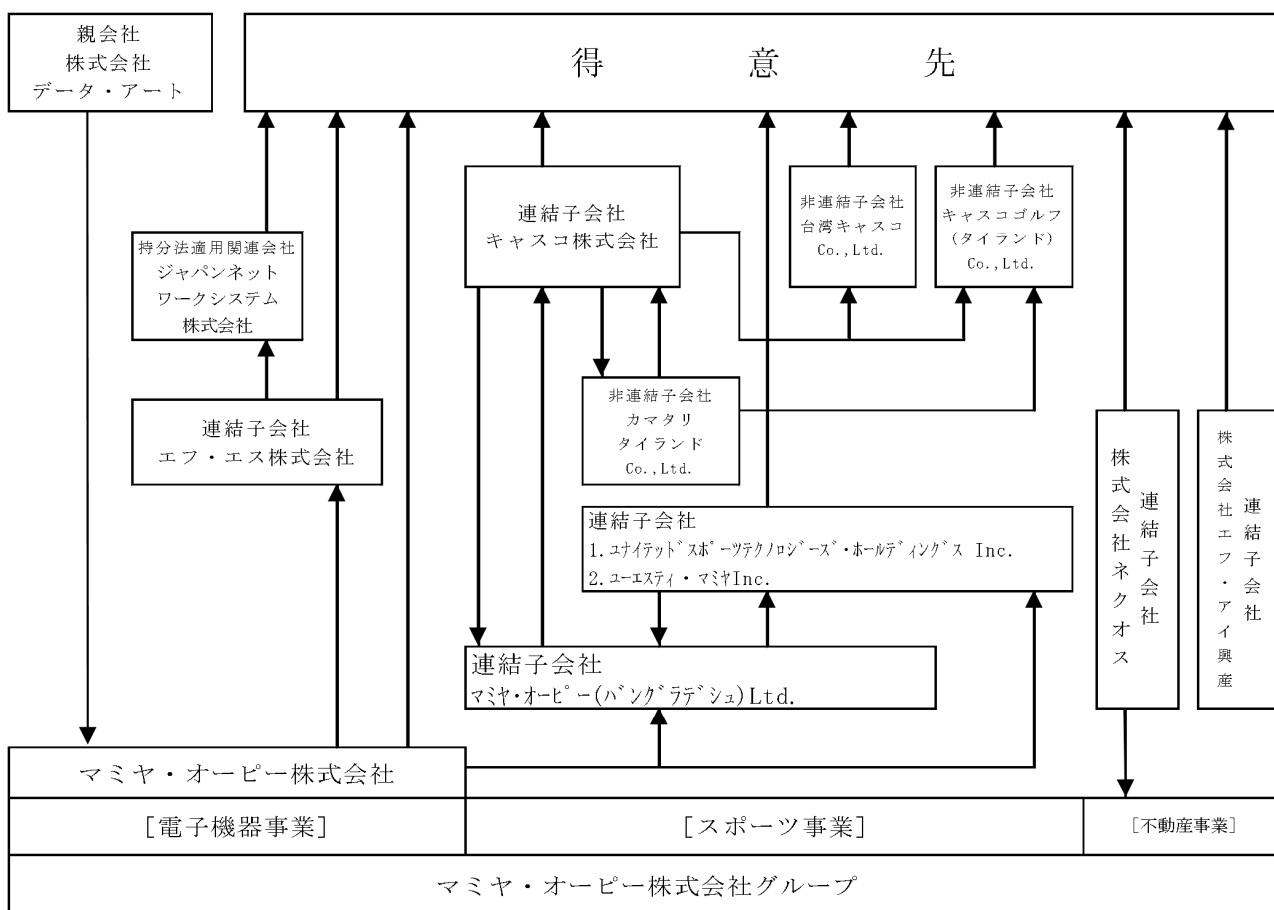 親会社
株式会社
データ・アート
得意先
連結子会社
キャスコ株式会社
非連結子会社
台湾キャスコ
Co.,Ltd.
非連結子会社
キャスコゴルフ
(タイランド)
Co.,Ltd.
持分法適用関連会社
ジャパンネット
ワークシステム
株式会社
非連結子会社
カマタリ
タイランド
Co.,Ltd.
連結子会社
エフ・エス株式会社
連結子会社
1.ユナイテッドスポーツテクノロジーズ・ホールディングス Inc.
2.ユーエスティ・マミヤInc.
連結子会社
株式会社ネクオス
連結子会社
株式会社エフ・アイ興産
連結子会社
マミヤ・オーピー(バングラデシュ)Ltd.
マミヤ・オーピー株式会社
[電子機器事業]
[スポーツ事業]
[不動産事業]
マミヤ・オーピー株式会社グループ